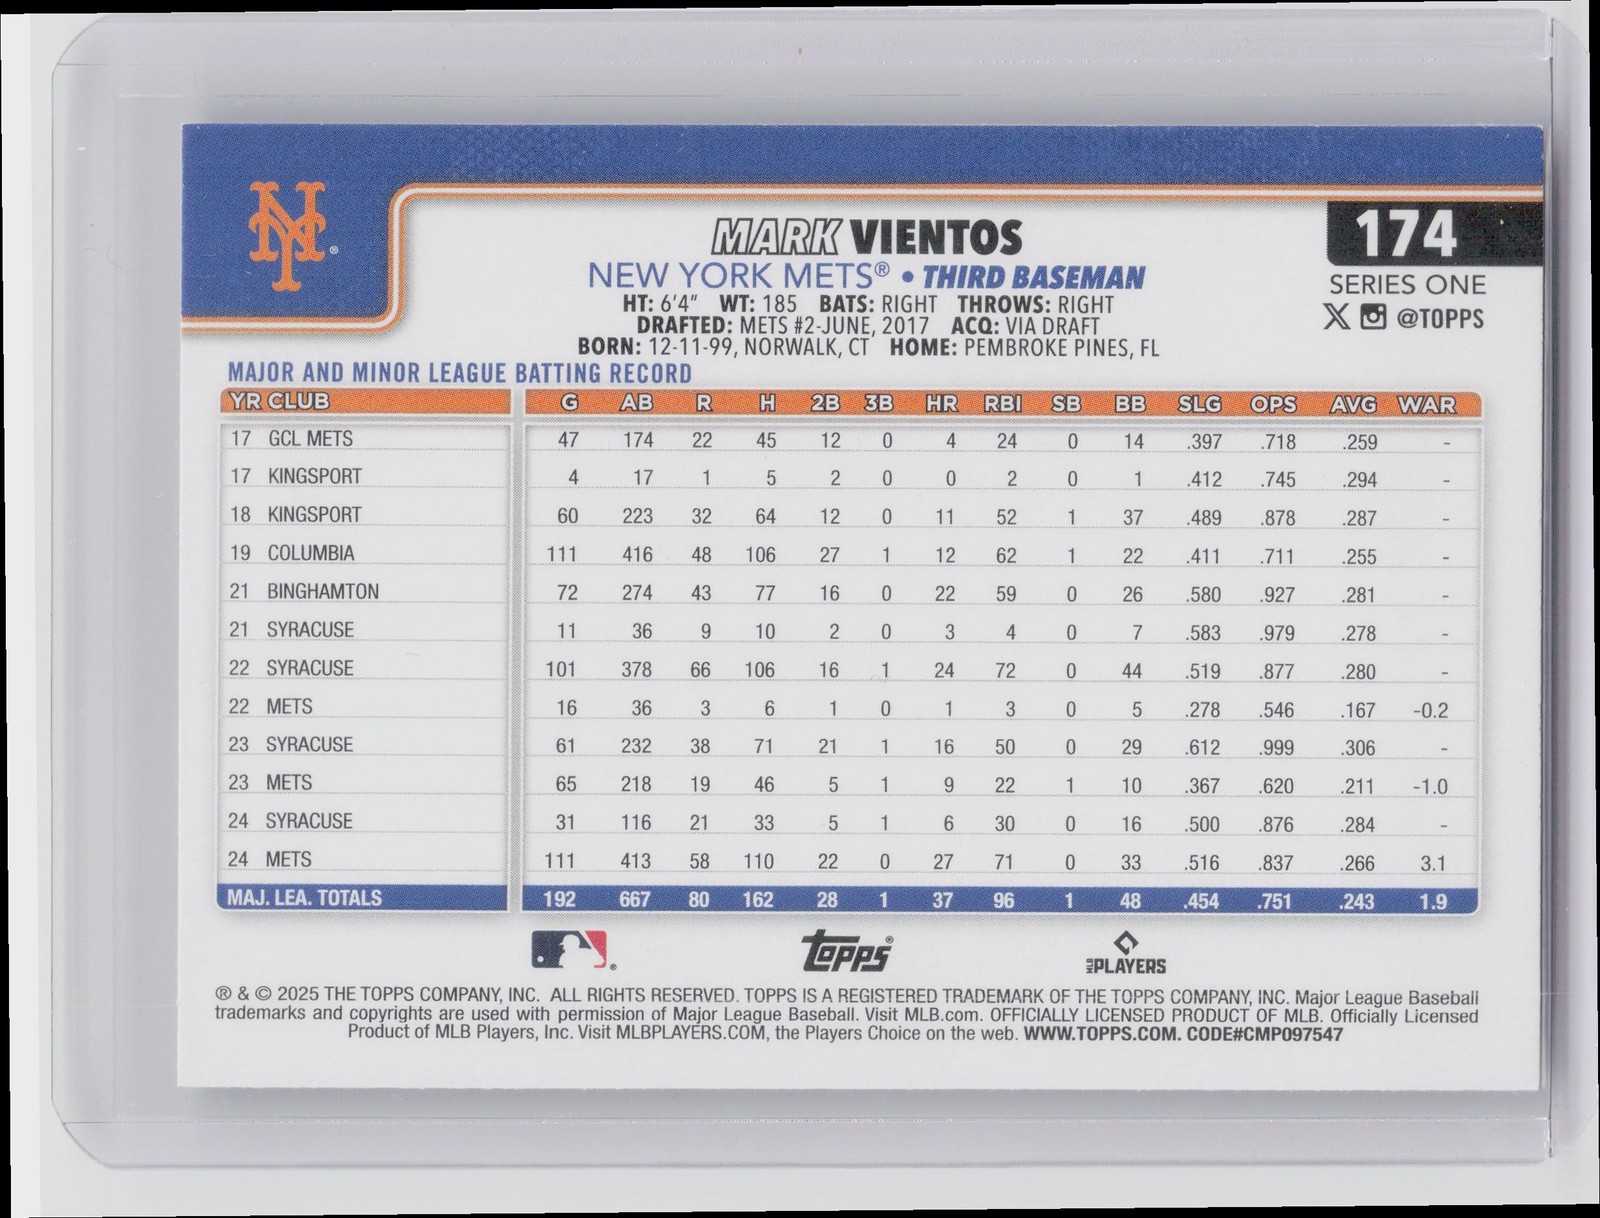 NY
MARK VIENTOS
174
NEW YORK METS® • THIRD BASEMAN
SERIES ONE
HT: 6'4" WT: 185 BATS: RIGHT THROWS: RIGHT
X @TOPPS
DRAFTED: METS #2-JUNE, 2017 ACQ: VIA DRAFT
BORN: 12-11-99, NORWALK, CT HOME: PEMBROKE PINES, FL
MAJOR AND MINOR LEAGUE BATTING RECORD
YR CLUB G AB R H 2B 3B HR RBI SB BB SLG OPS AVG WAR
17 GCL METS 47 174 22 45 12 0 4 24 0 14 .397 .718 .259 -
17 KINGSPORT 4 17 1 5 2 0 0 2 0 1 .412 .745 .294 -
18 KINGSPORT 60 223 32 64 12 0 11 52 1 37 .489 .878 .287 -
19 COLUMBIA 111 416 48 106 27 1 12 62 1 22 .411 .711 .255 -
21 BINGHAMTON 72 274 43 77 16 0 22 59 0 26 .580 .927 .281 -
21 SYRACUSE 11 36 9 10 2 0 3 4 0 7 .583 .979 .278 -
22 SYRACUSE 101 378 66 106 16 1 24 72 0 44 .519 .877 .280 -
22 METS 16 36 3 6 1 0 1 3 0 5 .278 .546 .167 -0.2
23 SYRACUSE 61 232 38 71 21 1 16 50 0 29 .612 .999 .306 -
23 METS 65 218 19 46 5 1 9 22 1 10 .367 .620 .211 -1.0
24 SYRACUSE 31 116 21 33 5 1 6 30 0 16 .500 .876 .284 -
24 METS 111 413 58 110 22 0 27 71 0 33 .516 .837 .266 3.1
MAJ. LEA. TOTALS 192 667 80 162 28 1 37 96 1 48 .454 .751 .243 1.9
topps®
MLB PLAYERS
® & © 2025 THE TOPPS COMPANY, INC. ALL RIGHTS RESERVED. TOPPS IS A REGISTERED TRADEMARK OF THE TOPPS COMPANY, INC. Major League Baseball
trademarks and copyrights are used with permission of Major League Baseball. Visit MLB.com. OFFICIALLY LICENSED PRODUCT OF MLB. Officially Licensed
Product of MLB Players, Inc. Visit MLBPLAYERS.COM, the Players Choice on the web. WWW.TOPPS.COM. CODE#CMP097547